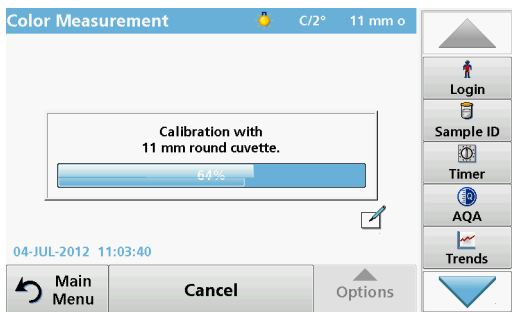 Color Measurement C/2° 11 mm o
Login
Sample ID
Timer
AQA
Trends
Calibration with
11 mm round cuvette.
64%
04-JUL-2012 11:03:40
Main
Menu
Cancel
Options